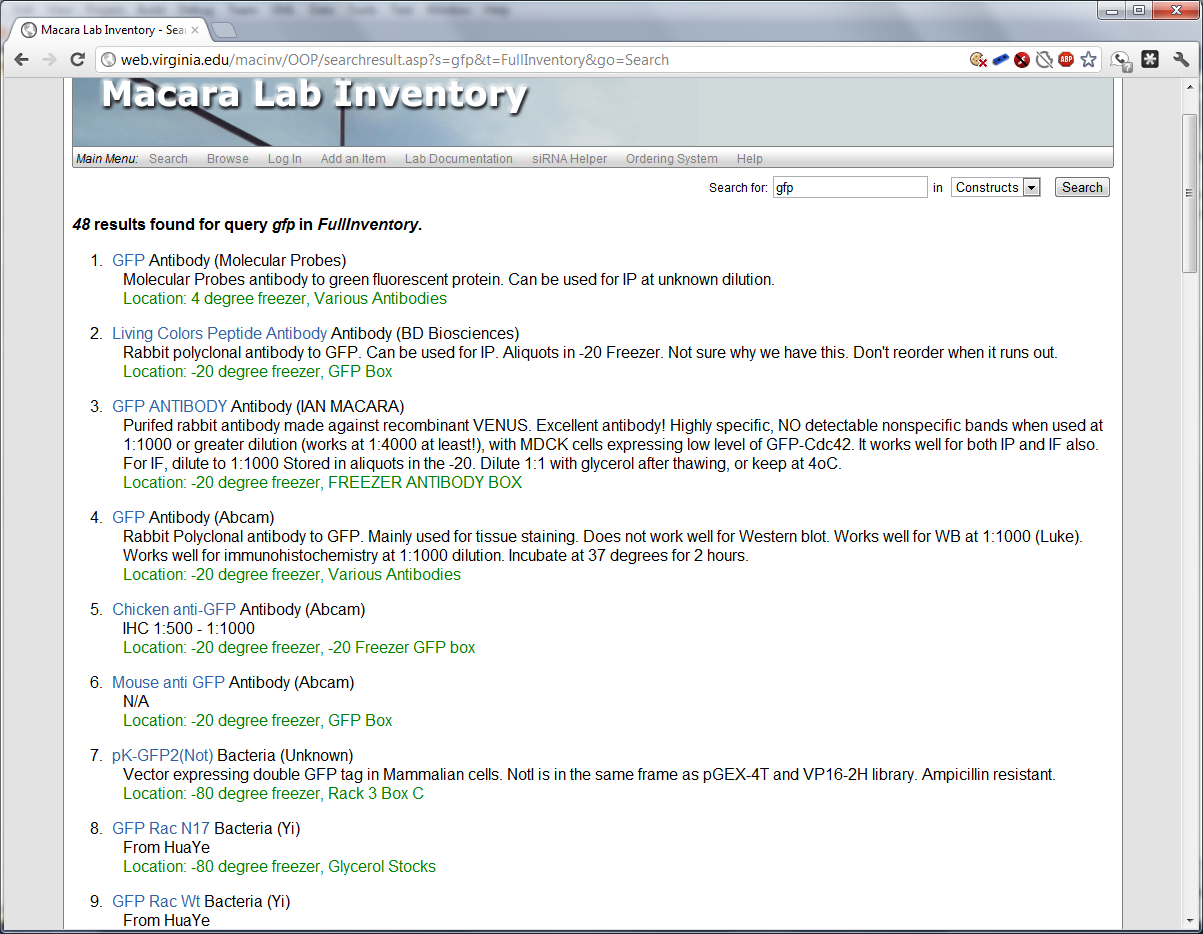 Macara Lab Inventory - Sea
web.virginia.edu/macinv/OOP/searchresult.asp?s=gfp&t=FullInventory&go=Search
ABP
Macara Lab Inventory
Main Menu: Search Browse Log In Add an Item Lab Documentation siRNA Helper Ordering System Help
Search for: gfp in Constructs Search
48 results found for query gfp in FullInventory.
1. GFP Antibody (Molecular Probes)
Molecular Probes antibody to green fluorescent protein. Can be used for IP at unknown dilution.
Location: 4 degree freezer, Various Antibodies
2. Living Colors Peptide Antibody Antibody (BD Biosciences)
Rabbit polyclonal antibody to GFP. Can be used for IP. Aliquots in -20 Freezer. Not sure why we have this. Don't reorder when it runs out.
Location: -20 degree freezer, GFP Box
3. GFP ANTIBODY Antibody (IAN MACARA)
Purifed rabbit antibody made against recombinant VENUS. Excellent antibody! Highly specific, NO detectable nonspecific bands when used at
1:1000 or greater dilution (works at 1:4000 at least!), with MDCK cells expressing low level of GFP-Cdc42. It works well for both IP and IF also.
For IF, dilute to 1:1000 Stored in aliquots in the -20. Dilute 1:1 with glycerol after thawing, or keep at 4oC.
Location: -20 degree freezer, FREEZER ANTIBODY BOX
4. GFP Antibody (Abcam)
Rabbit Polyclonal antibody to GFP. Mainly used for tissue staining. Does not work well for Western blot. Works well for WB at 1:1000 (Luke).
Works well for immunohistochemistry at 1:1000 dilution. Incubate at 37 degrees for 2 hours.
Location: -20 degree freezer, Various Antibodies
5. Chicken anti-GFP Antibody (Abcam)
IHC 1:500 - 1:1000
Location: -20 degree freezer, -20 Freezer GFP box
6. Mouse anti GFP Antibody (Abcam)
N/A
Location: -20 degree freezer, GFP Box
7. pK-GFP2(Not) Bacteria (Unknown)
Vector expressing double GFP tag in Mammalian cells. NotI is in the same frame as pGEX-4T and VP16-2H library. Ampicillin resistant.
Location: -80 degree freezer, Rack 3 Box C
8. GFP Rac N17 Bacteria (Yi)
From HuaYe
Location: -80 degree freezer, Glycerol Stocks
9. GFP Rac Wt Bacteria (Yi)
From HuaYe